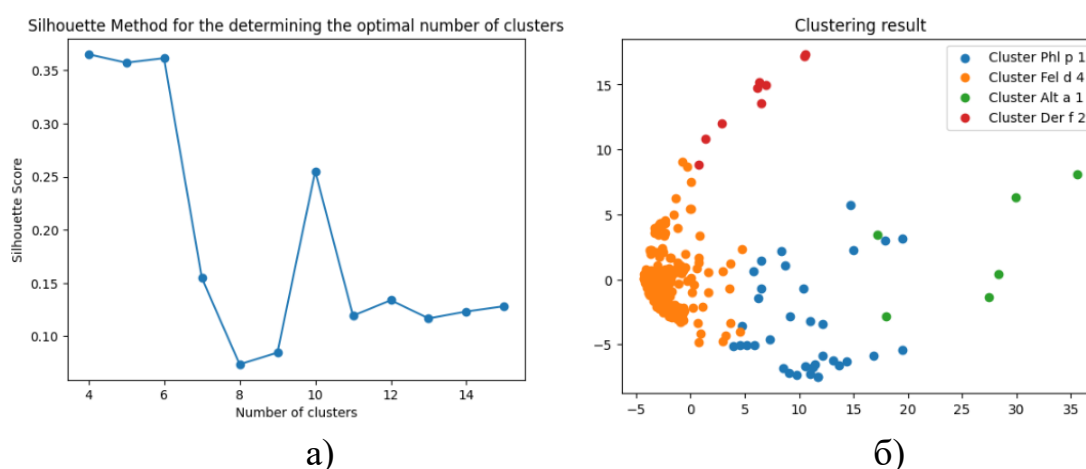 Silhouette Method for the determining the optimal number of clusters
0.35
0.30
0.25
0.20
0.15
0.10
Silhouette Score
4
6
8
10
12
14
Number of clusters
а)
Clustering result
Cluster Phl p 1
Cluster Fel d 4
Cluster Alt a 1
Cluster Der f 2
15
10
5
0
−5
−5
0
5
10
15
20
25
30
35
б)